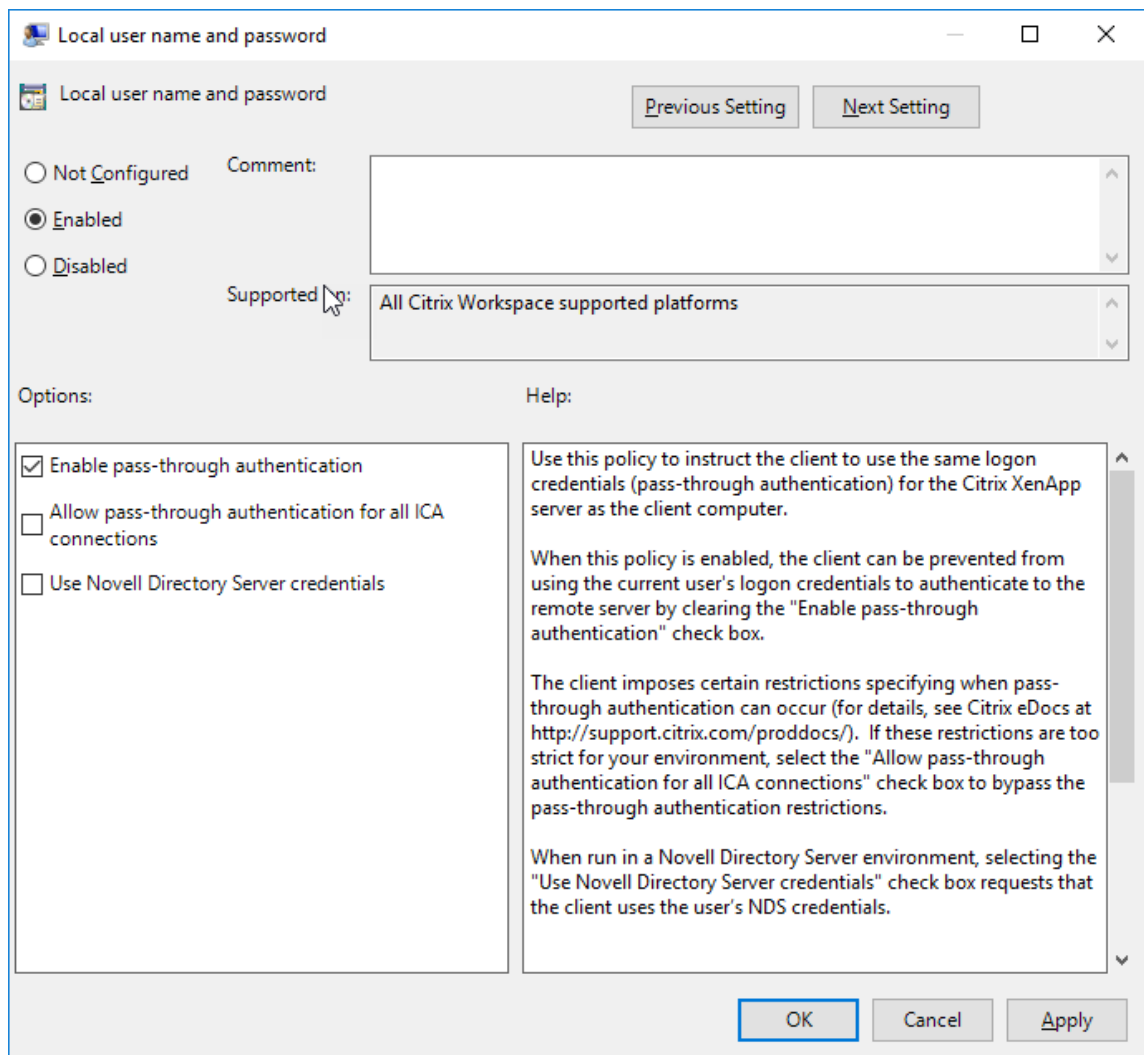 Local user name and password
Local user name and password
Previous Setting
Next Setting
Not Configured
Comment:
Enabled
Disabled
Supported on:
All Citrix Workspace supported platforms
Options:
Help:
Enable pass-through authentication
Allow pass-through authentication for all ICA
connections
Use Novell Directory Server credentials
Use this policy to instruct the client to use the same logon
credentials (pass-through authentication) for the Citrix XenApp
server as the client computer.
When this policy is enabled, the client can be prevented from
using the current user's logon credentials to authenticate to the
remote server by clearing the "Enable pass-through
authentication" check box.
The client imposes certain restrictions specifying when pass-
through authentication can occur (for details, see Citrix eDocs at
http://support.citrix.com/proddocs/).  If these restrictions are too
strict for your environment, select the "Allow pass-through
authentication for all ICA connections" check box to bypass the
pass-through authentication restrictions.
When run in a Novell Directory Server environment, selecting the
"Use Novell Directory Server credentials" check box requests that
the client uses the user's NDS credentials.
OK
Cancel
Apply